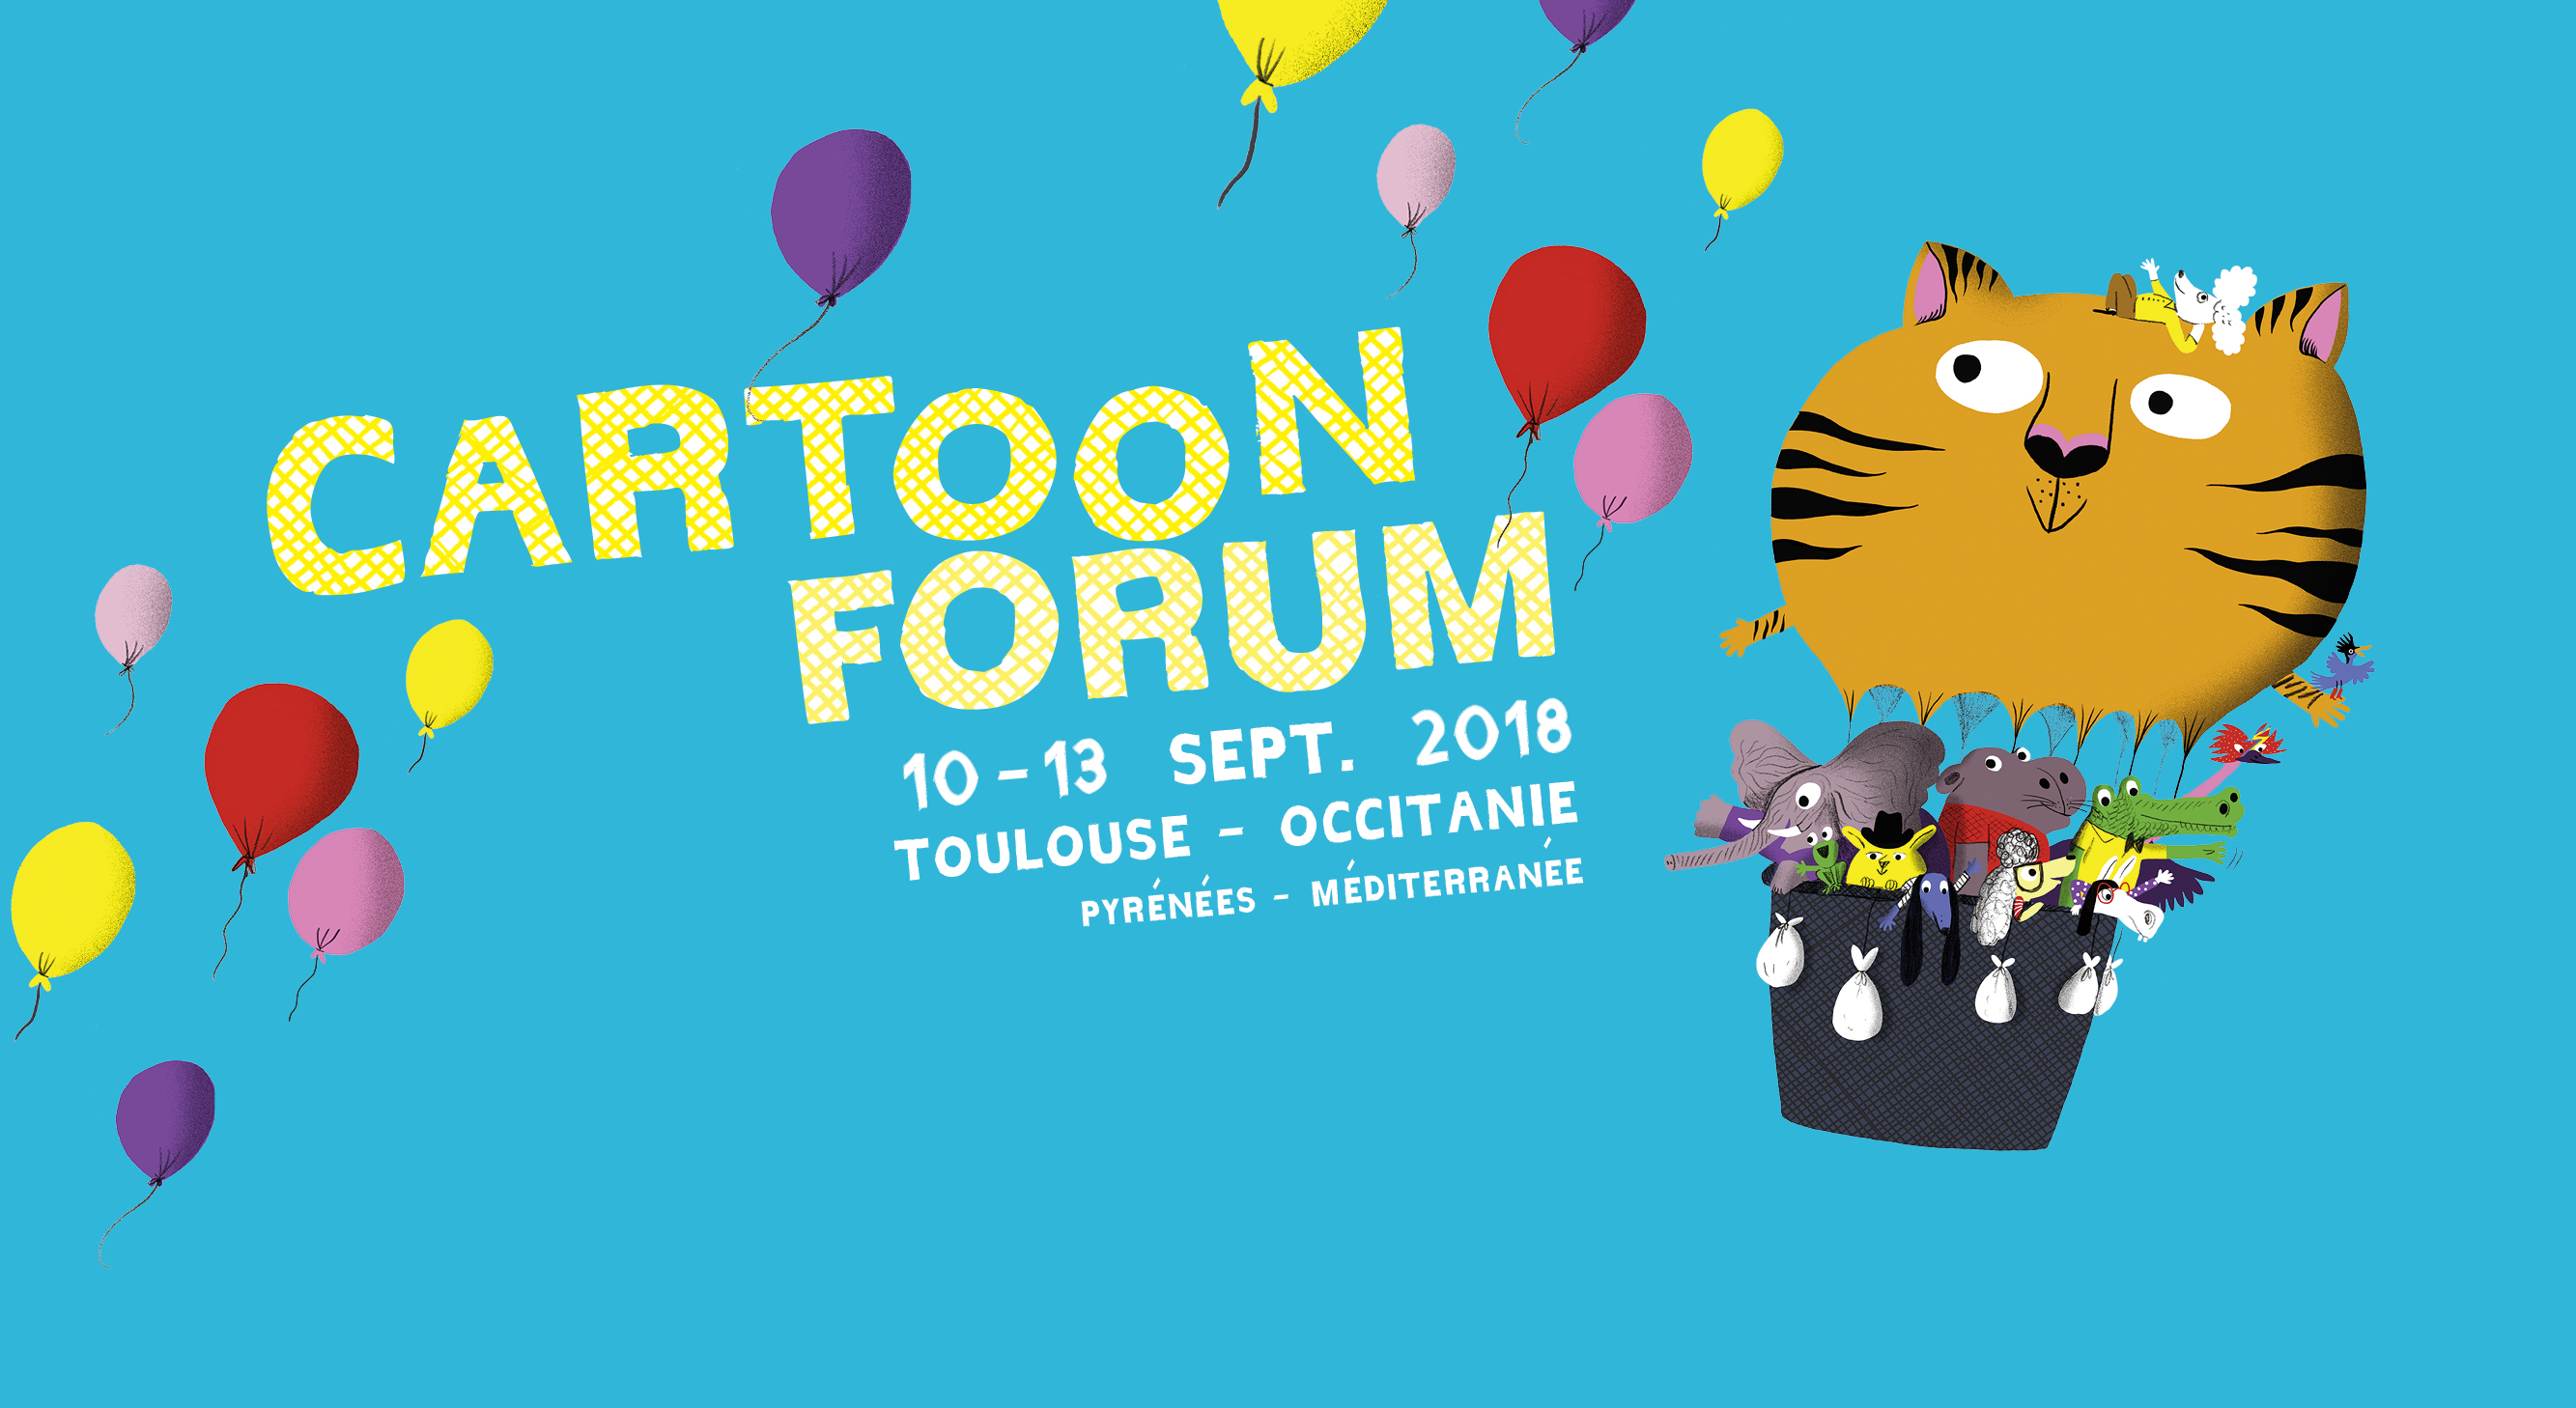 CARTOON
FORUM
10 – 13 SEPT. 2018
TOULOUSE – OCCITANIE
PYRÉNÉES – MÉDITERRANÉE